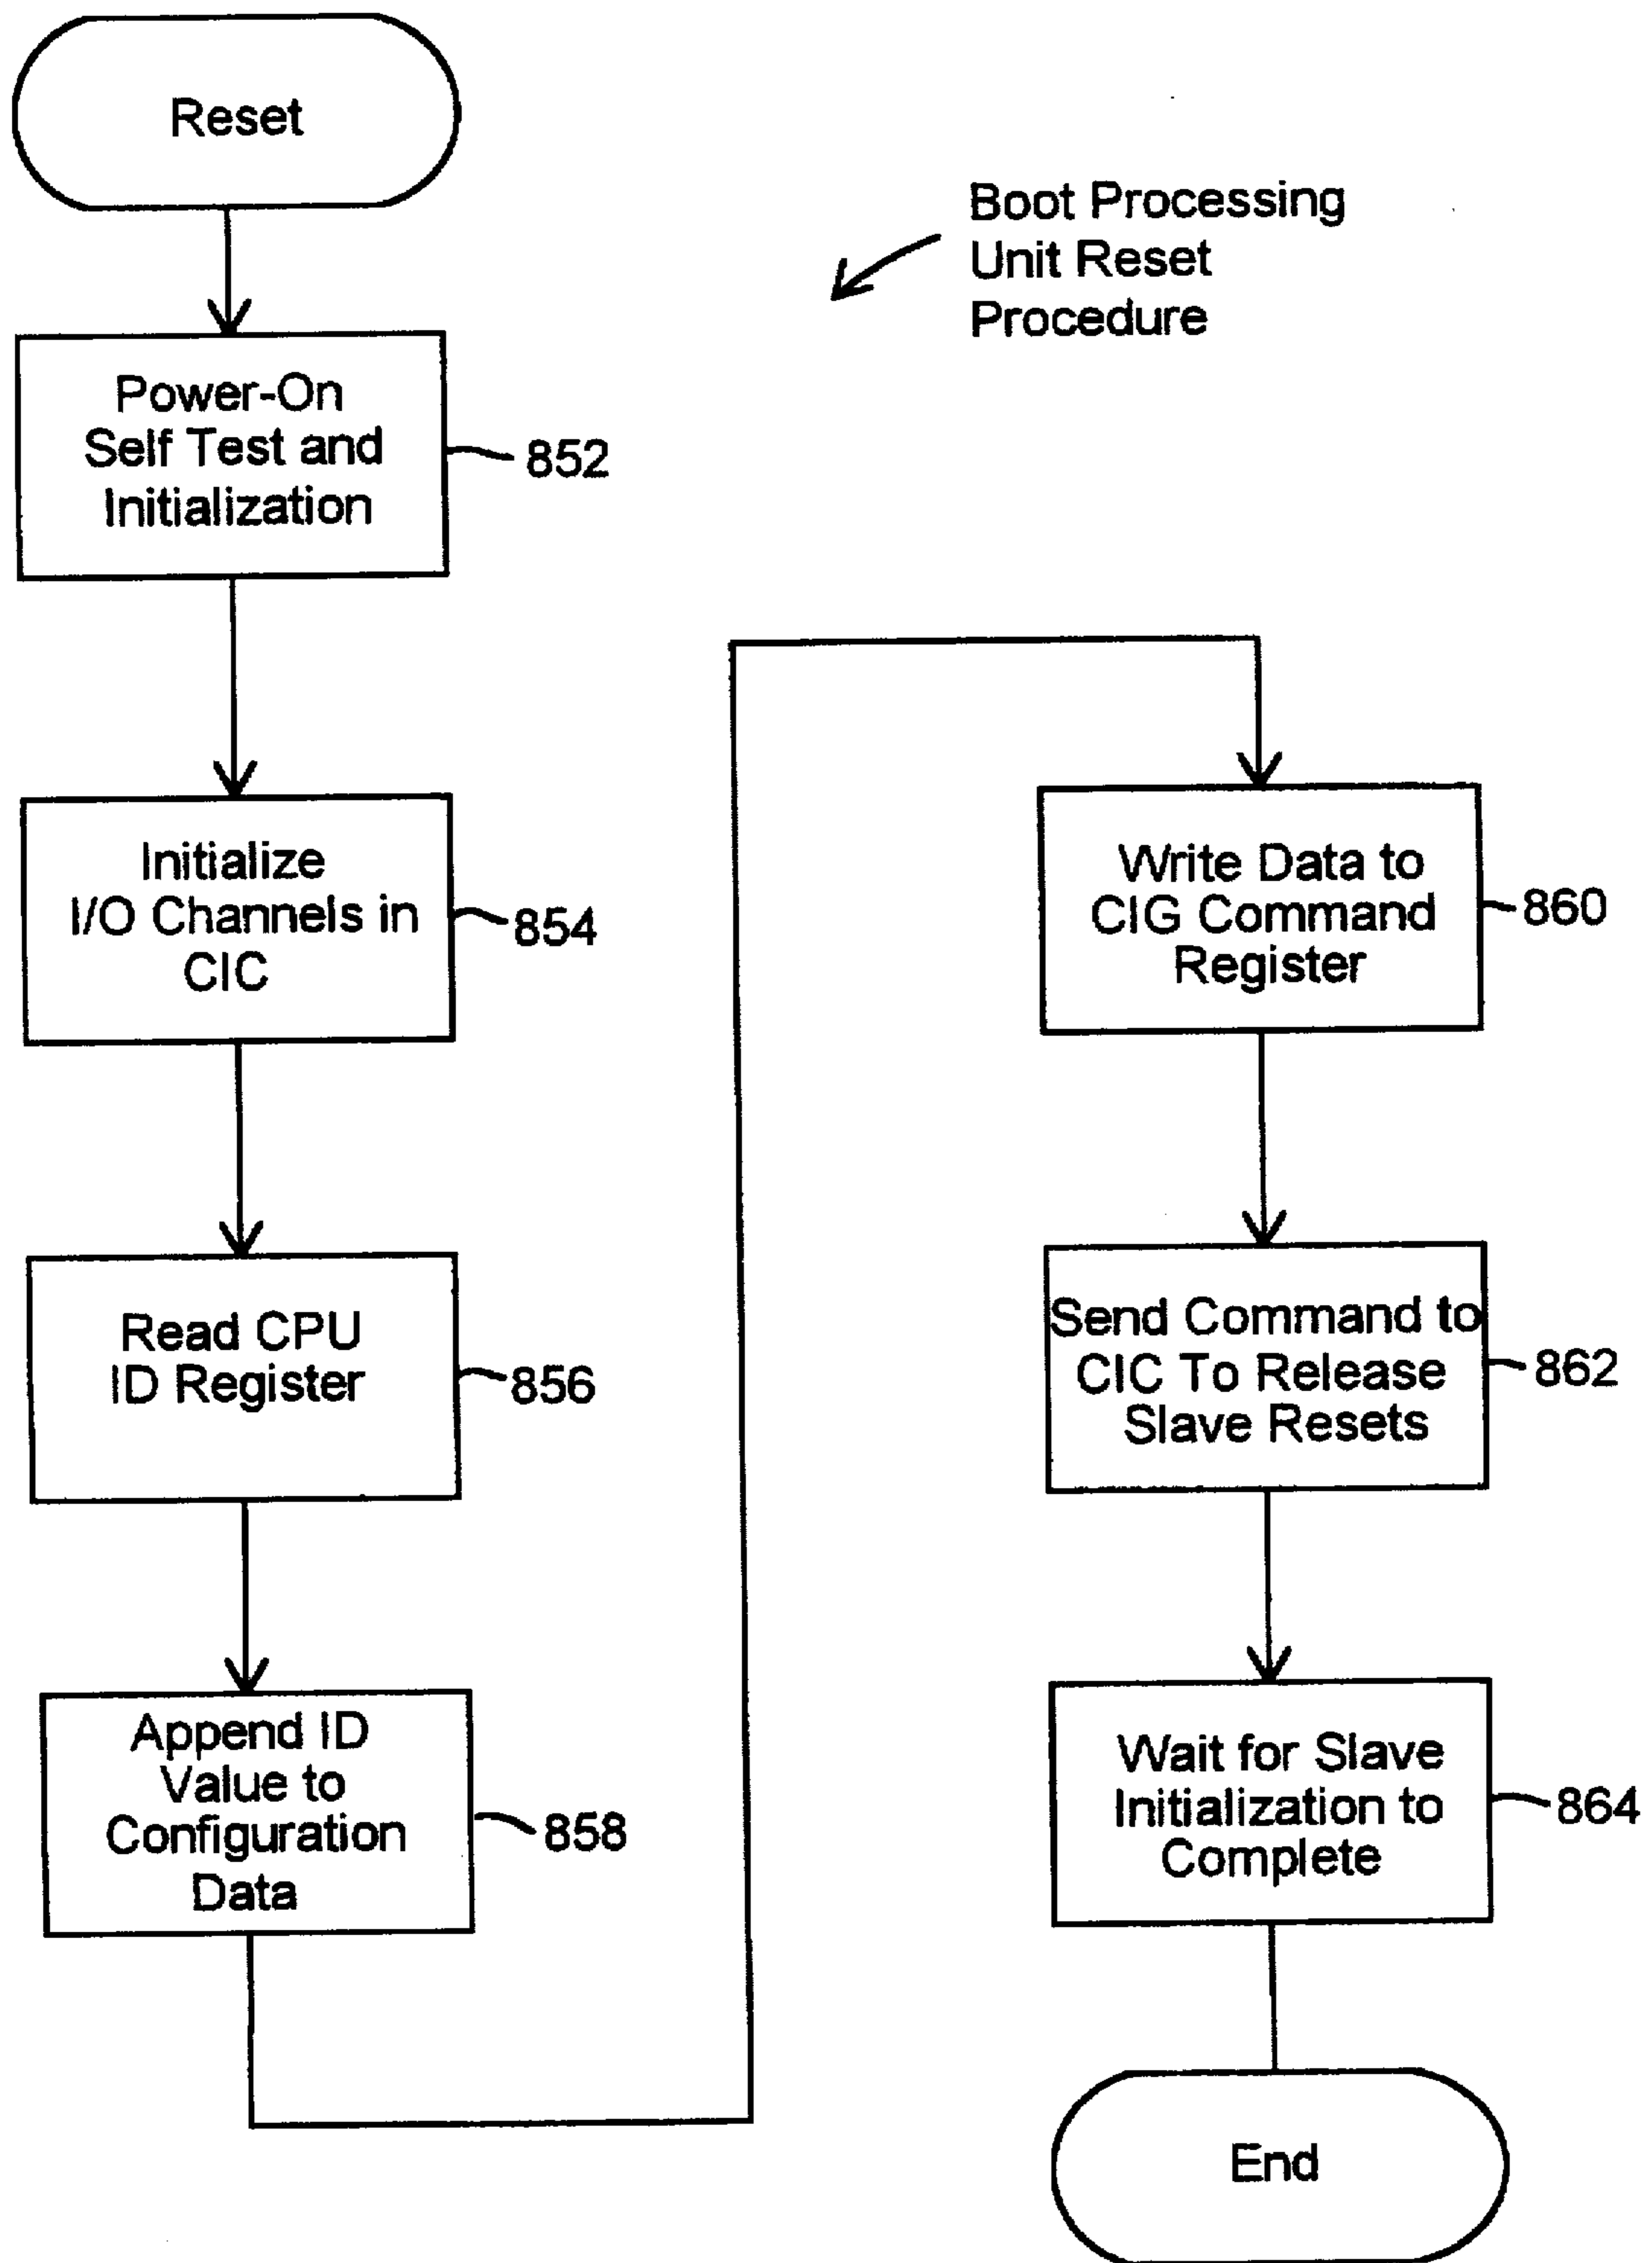 Reset
Boot Processing
Unit Reset
Procedure
Power-On
Self Test and
Initialization
852
Initialize
I/O Channels in
CIC
854
Read CPU
ID Register
856
Append ID
Value to
Configuration
Data
858
Write Data to
CIG Command
Register
860
Send Command to
CIC To Release
Slave Resets
862
Wait for Slave
Initialization to
Complete
864
End